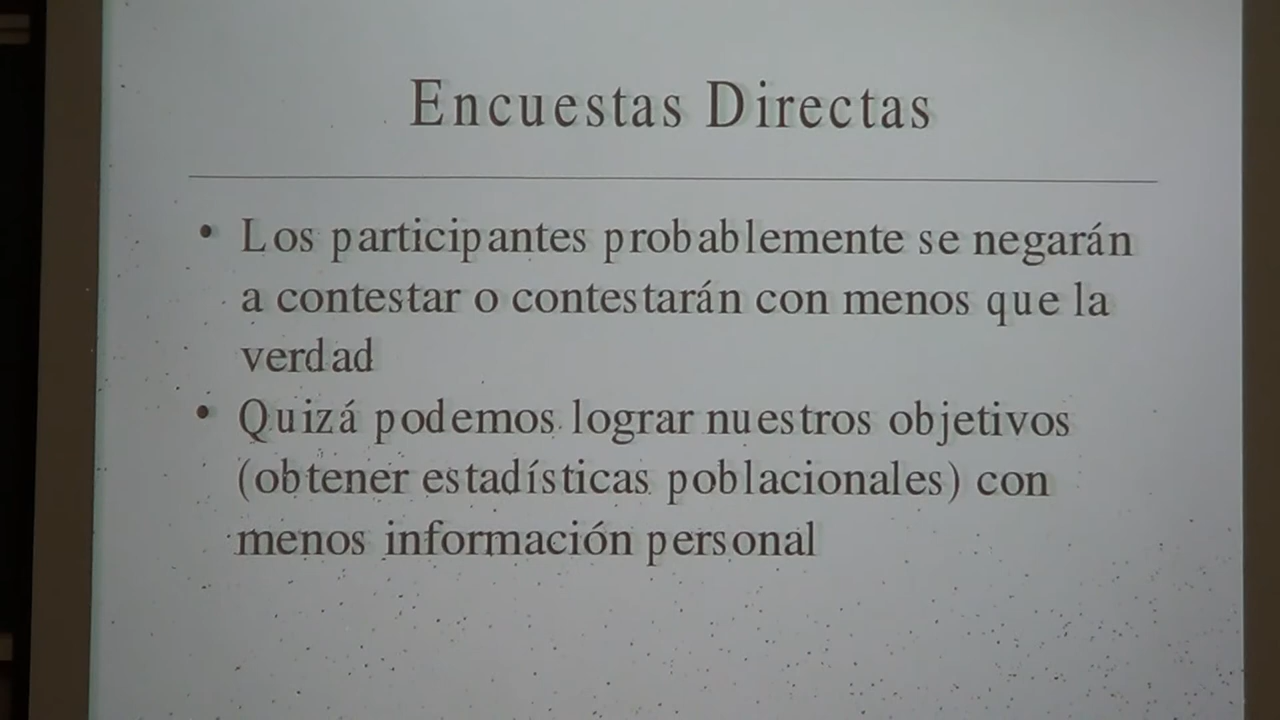 Encuestas Directas
• Los participantes probablemente se negarán
a contestar o contestarán con menos que la
verdad
• Quizá podemos lograr nuestros objetivos
(obtener estadísticas poblacionales) con
menos información personal